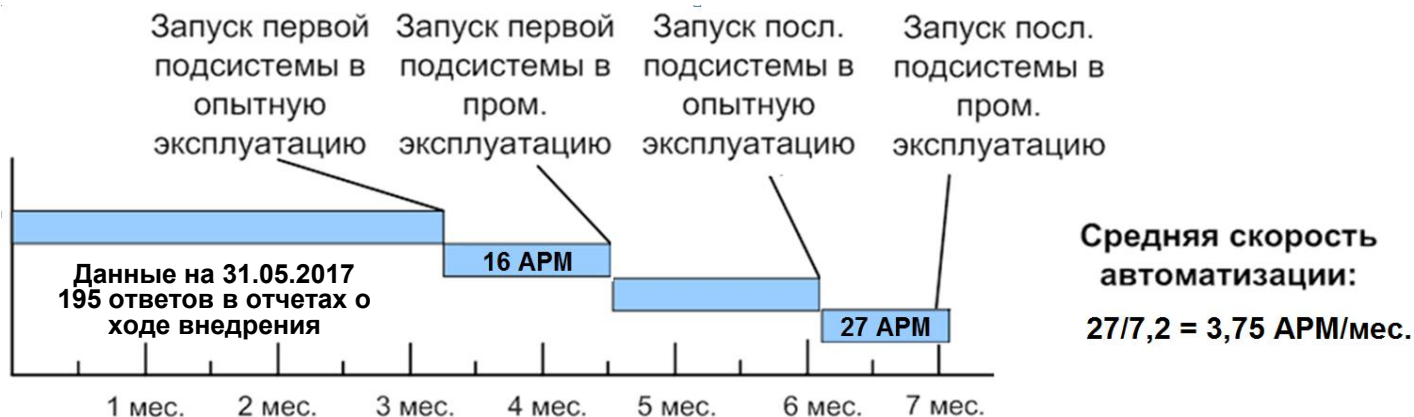 Запуск первой
подсистемы в
опытную
эксплуатацию
Запуск первой
подсистемы в
пром.
эксплуатацию
Запуск посл.
подсистемы в
опытную
эксплуатацию
Запуск посл.
подсистемы в
пром.
эксплуатацию
16 АРМ
Данные на 31.05.2017
195 ответов в отчетах о
ходе внедрения
27 АРМ
Средняя скорость
автоматизации:
27/7,2 = 3,75 АРМ/мес.
1 мес. 2 мес. 3 мес. 4 мес. 5 мес. 6 мес. 7 мес.